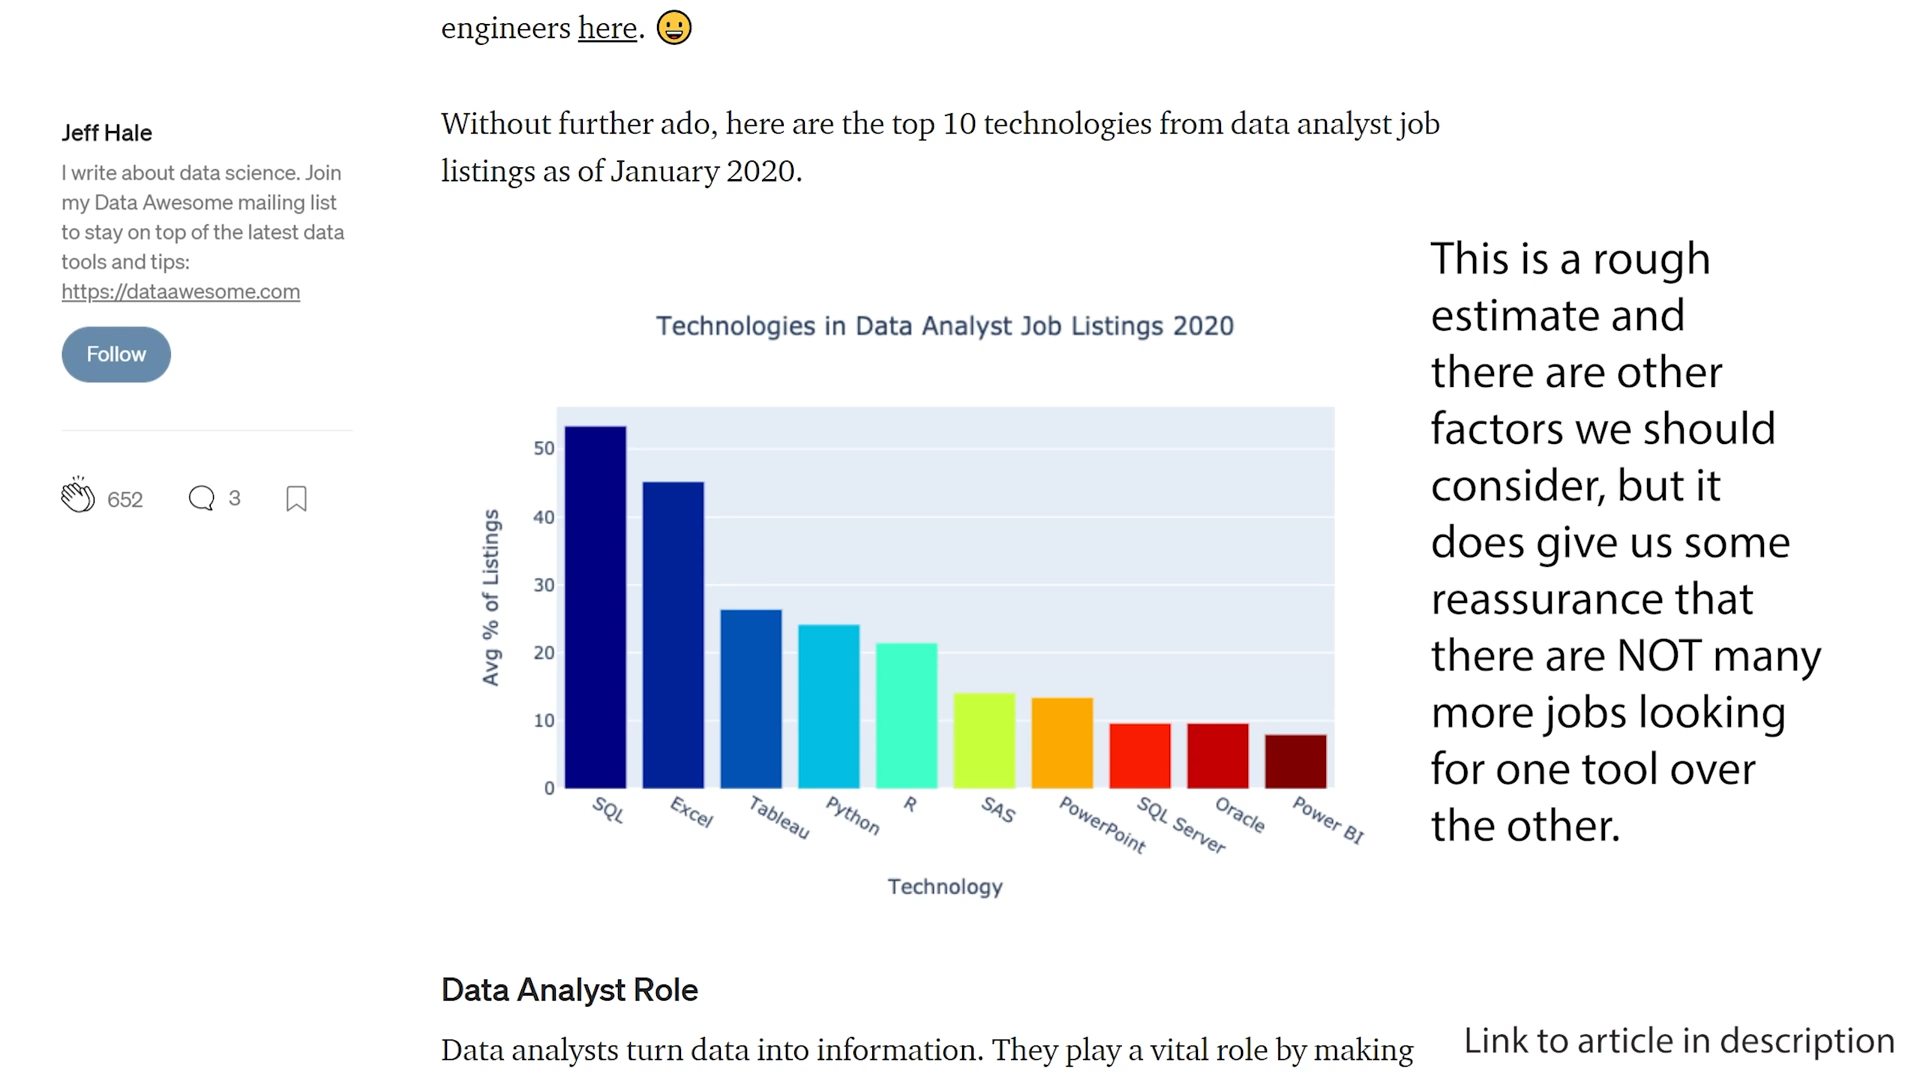 engineers here. 😀
Jeff Hale
I write about data science. Join
my Data Awesome mailing list
to stay on top of the latest data
tools and tips:
https://dataawesome.com
Follow
652
3
Without further ado, here are the top 10 technologies from data analyst job
listings as of January 2020.
Technologies in Data Analyst Job Listings 2020
Avg % of Listings
50
40
30
20
10
0
SQL
Excel
Tableau
Python
R
SAS
PowerPoint
SQL Server
Oracle
Power BI
Technology
This is a rough
estimate and
there are other
factors we should
consider, but it
does give us some
reassurance that
there are NOT many
more jobs looking
for one tool over
the other.
Data Analyst Role
Data analysts turn data into information. They play a vital role by making
Link to article in description